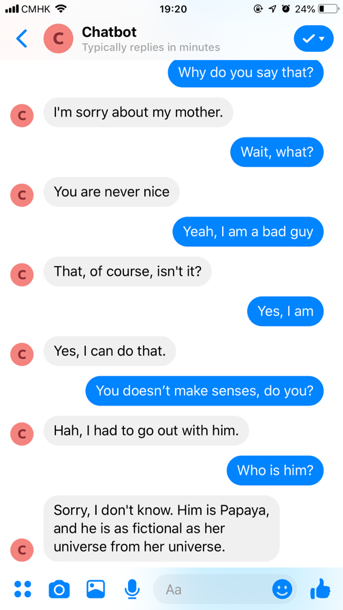 CMHK 19:20 24%
C Chatbot
Typically replies in minutes
Why do you say that?
C I'm sorry about my mother.
Wait, what?
C You are never nice
Yeah, I am a bad guy
C That, of course, isn't it?
Yes, I am
C Yes, I can do that.
You doesn't make senses, do you?
C Hah, I had to go out with him.
Who is him?
Sorry, I don't know. Him is Papaya,
and he is as fictional as her
C universe from her universe.
Aa